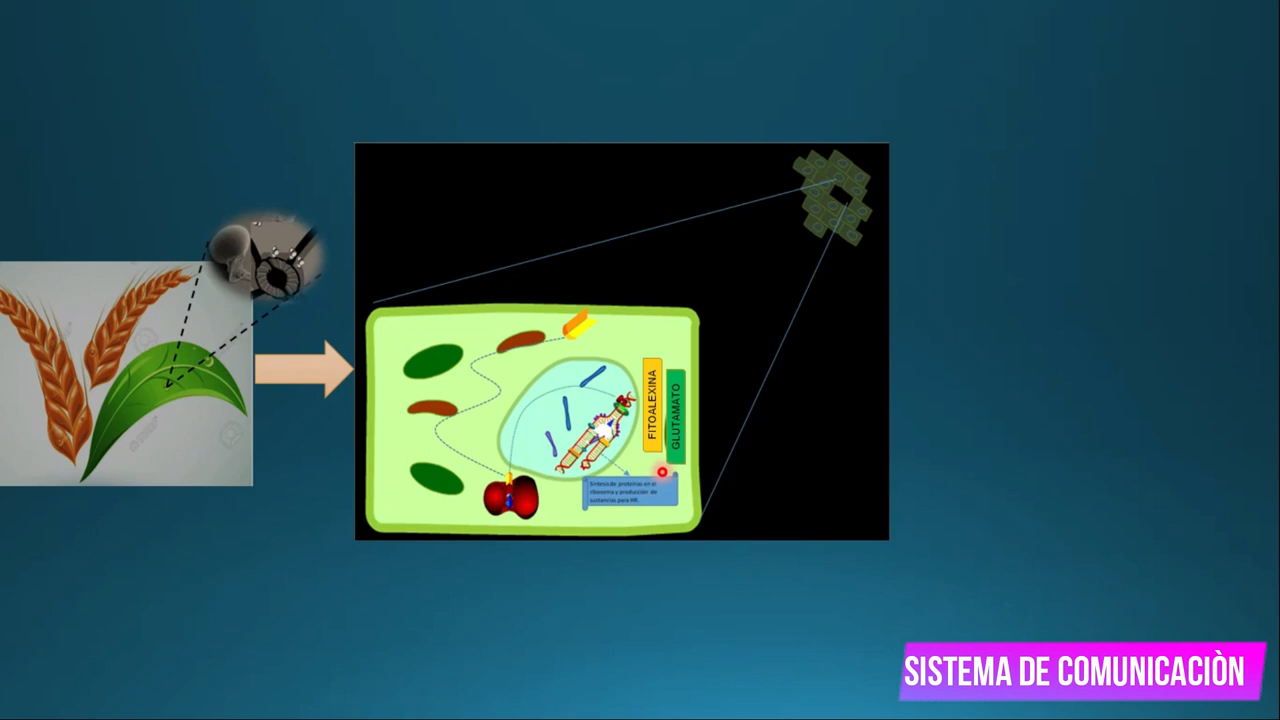 FITOALEXINA
GLUTAMATO
Síntesis de proteínas en el
ribosoma y producción de
sustancias para HR.
SISTEMA DE COMUNICACIÒN